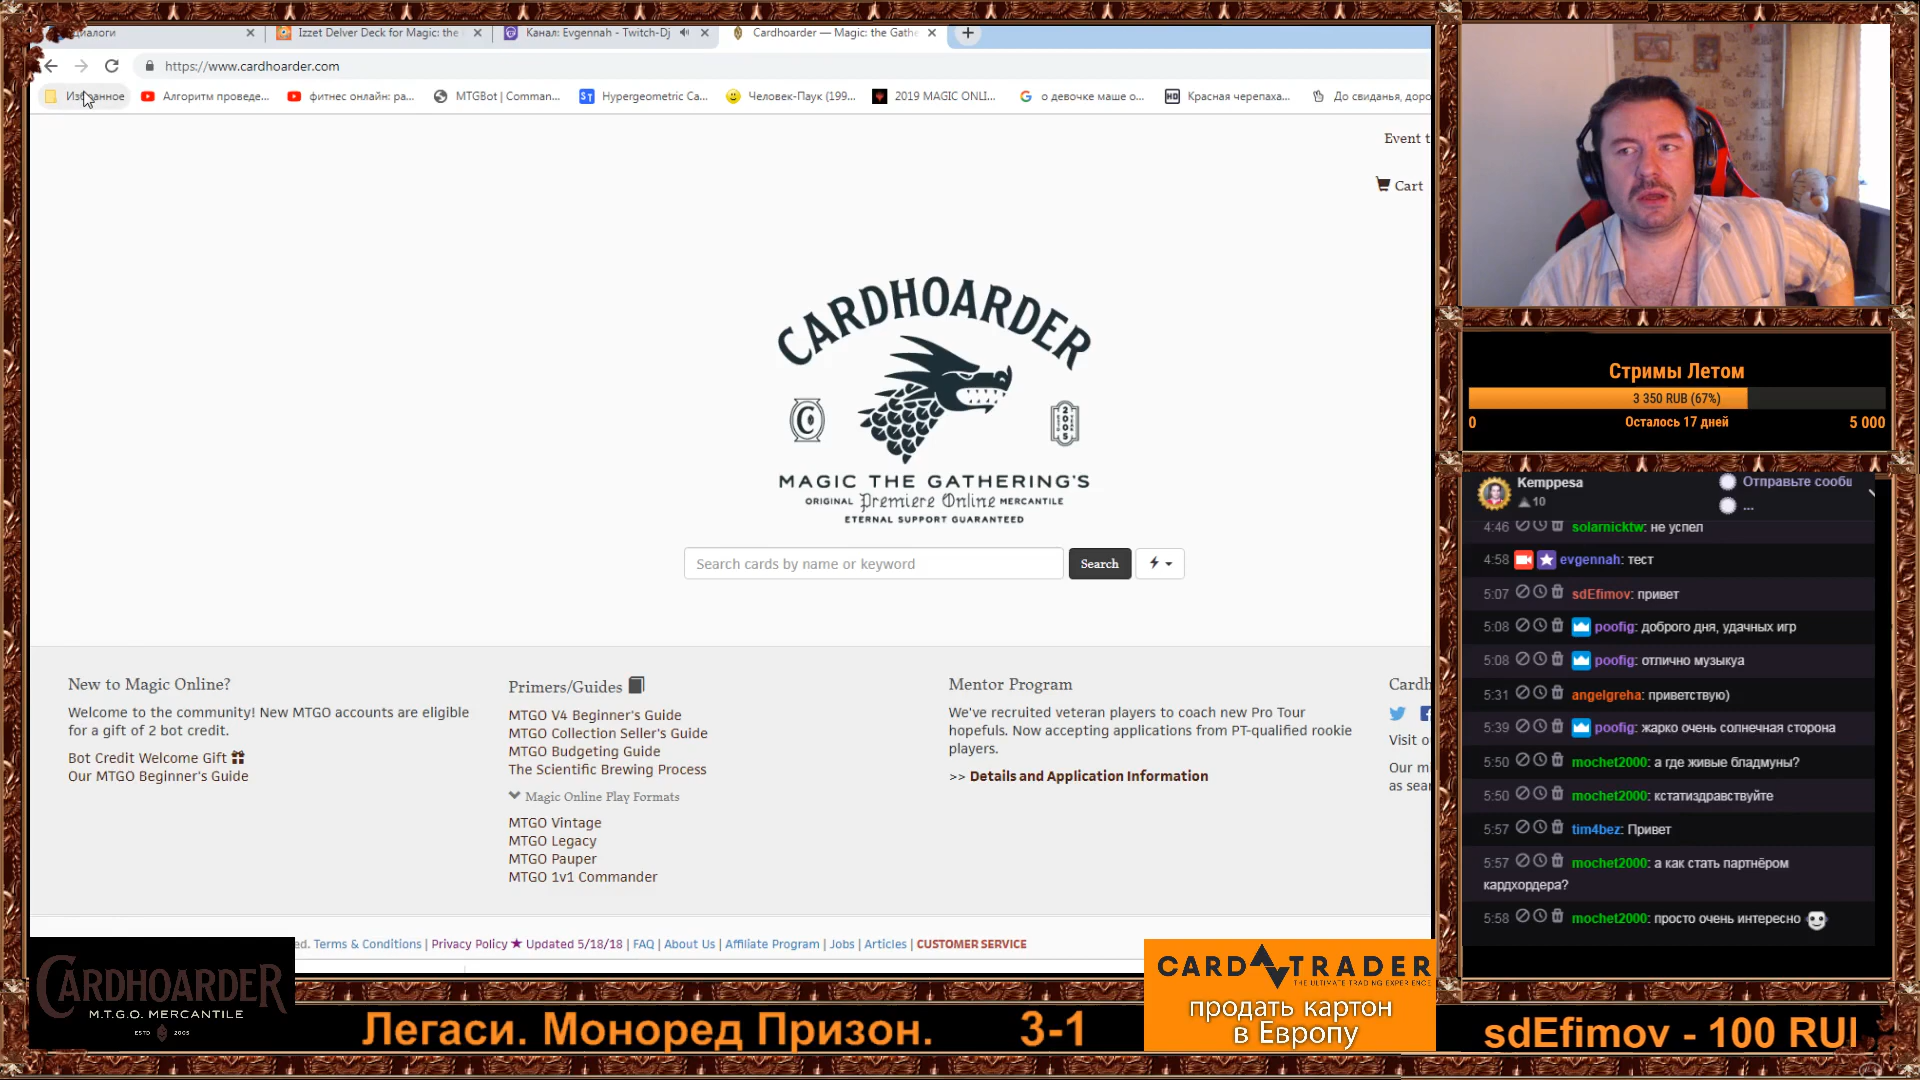 Izzet Delver Deck for Magic: the
Канал: Evgennah - Twitch-Dj
Cardhoarder — Magic: the Gathe
https://www.cardhoarder.com
Избранное
Алгоритм проведе...
фитнес онлайн: ра...
MTGBot | Comman...
Hypergeometric Ca...
Человек-Паук (199...
2019 MAGIC ONLI...
о девочке маше о...
Красная черепаха...
До свиданья, доро
Event t
Cart
CARDHOARDER
C
2005
MAGIC THE GATHERING'S
ORIGINAL Premiere Online MERCANTILE
ETERNAL SUPPORT GUARANTEED
Search cards by name or keyword
Search
New to Magic Online?
Welcome to the community! New MTGO accounts are eligible
for a gift of 2 bot credit.
Bot Credit Welcome Gift
Our MTGO Beginner's Guide
Primers/Guides
MTGO V4 Beginner's Guide
MTGO Collection Seller's Guide
MTGO Budgeting Guide
The Scientific Brewing Process
Magic Online Play Formats
MTGO Vintage
MTGO Legacy
MTGO Pauper
MTGO 1v1 Commander
Mentor Program
We've recruited veteran players to coach new Pro Tour
hopefuls. Now accepting applications from PT-qualified rookie
players.
>> Details and Application Information
Cardh
Visit o
Our mi
as sear
ed. Terms & Conditions | Privacy Policy ★ Updated 5/18/18 | FAQ | About Us | Affiliate Program | Jobs | Articles | CUSTOMER SERVICE
CARDHOARDER
M.T.G.O. MERCANTILE
ESTD 2005
Легаси. Моноред Призон. 3-1
CARD TRADER
THE ULTIMATE TRADING EXPERIENCE
продать картон
в Европу
sdEfimov - 100 RUI
Стримы Летом
3 350 RUB (67%)
0 Осталось 17 дней 5 000
Kemppesa
10
Отправьте сообщ
...
4:46 solarnicktw: не успел
4:58 evgennah: тест
5:07 sdEfimov: привет
5:08 poofig: доброго дня, удачных игр
5:08 poofig: отлично музыкуа
5:31 angelgreha: приветствую)
5:39 poofig: жарко очень солнечная сторона
5:50 mochet2000: а где живые бладмуны?
5:50 mochet2000: кстатиздравствуйте
5:57 tim4bez: Привет
5:57 mochet2000: а как стать партнёром
кардхордера?
5:58 mochet2000: просто очень интересно